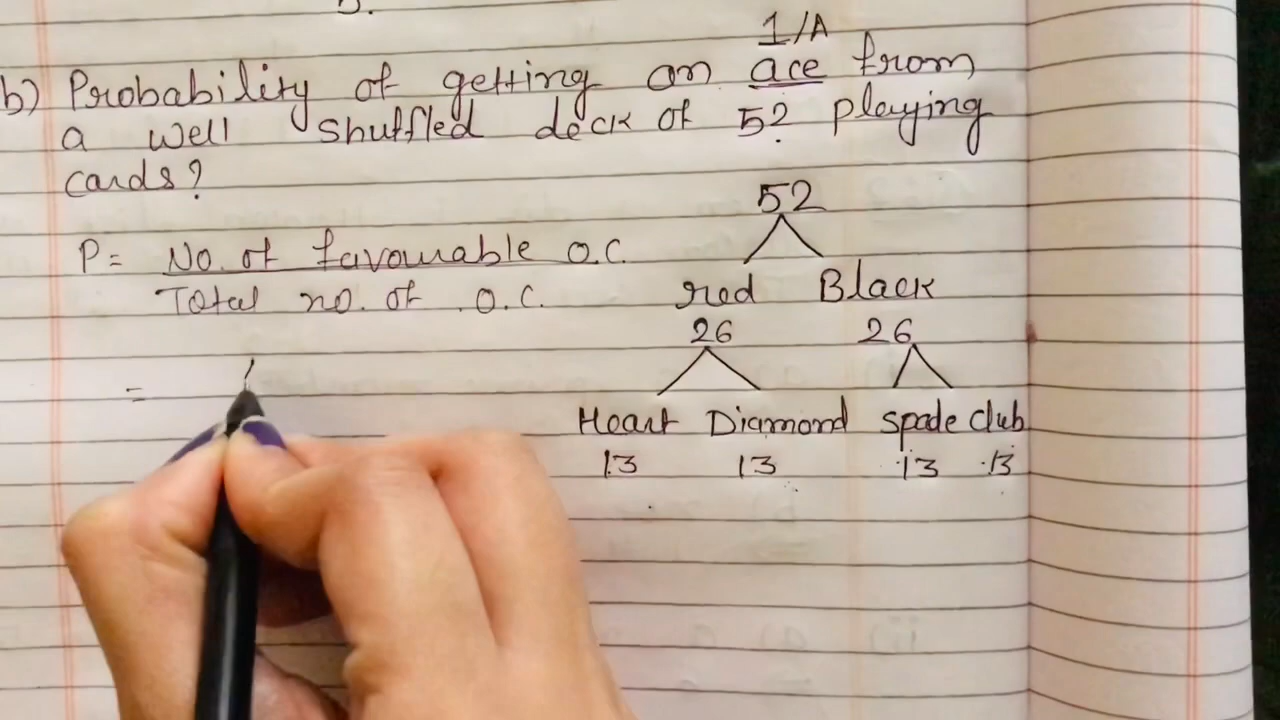 1/A
b) Probability of getting an ace from
a well shuffled deck of 52 playing
cards?
52
P = No. of favourable O.C.
Total no. of O.C.
red Black
26 26
=
Heart Diamond Spade Club
13 13 13 13